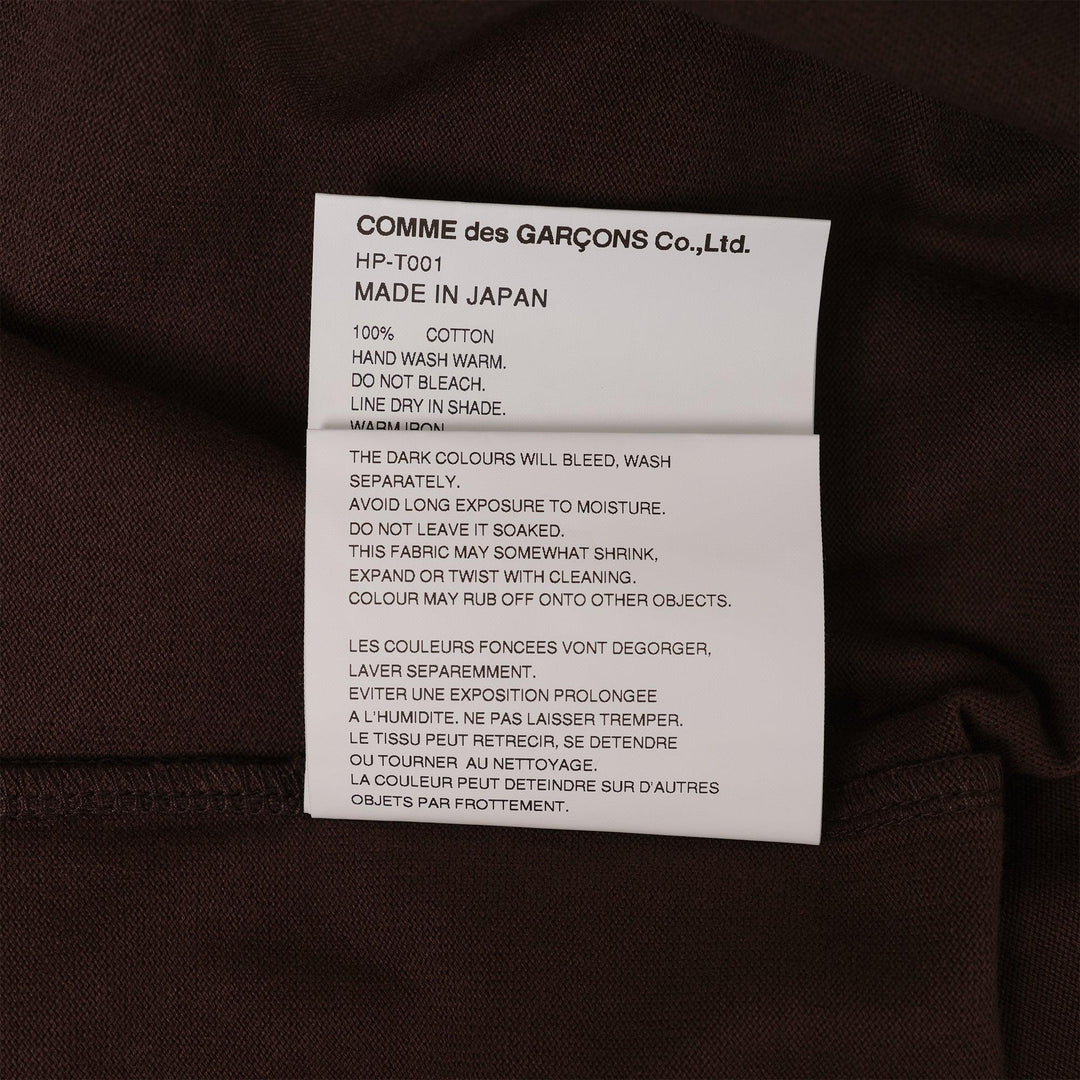 COMME des GARÇONS Co.,Ltd.
HP-T001
MADE IN JAPAN
100% COTTON
HAND WASH WARM.
DO NOT BLEACH.
LINE DRY IN SHADE.
WARM IRON
THE DARK COLOURS WILL BLEED, WASH
SEPARATELY.
AVOID LONG EXPOSURE TO MOISTURE.
DO NOT LEAVE IT SOAKED.
THIS FABRIC MAY SOMEWHAT SHRINK,
EXPAND OR TWIST WITH CLEANING.
COLOUR MAY RUB OFF ONTO OTHER OBJECTS.
LES COULEURS FONCEES VONT DEGORGER,
LAVER SEPAREMMENT.
EVITER UNE EXPOSITION PROLONGEE
A L'HUMIDITE. NE PAS LAISSER TREMPER.
LE TISSU PEUT RETRECIR, SE DETENDRE
OU TOURNER AU NETTOYAGE.
LA COULEUR PEUT DETEINDRE SUR D'AUTRES
OBJETS PAR FROTTEMENT.